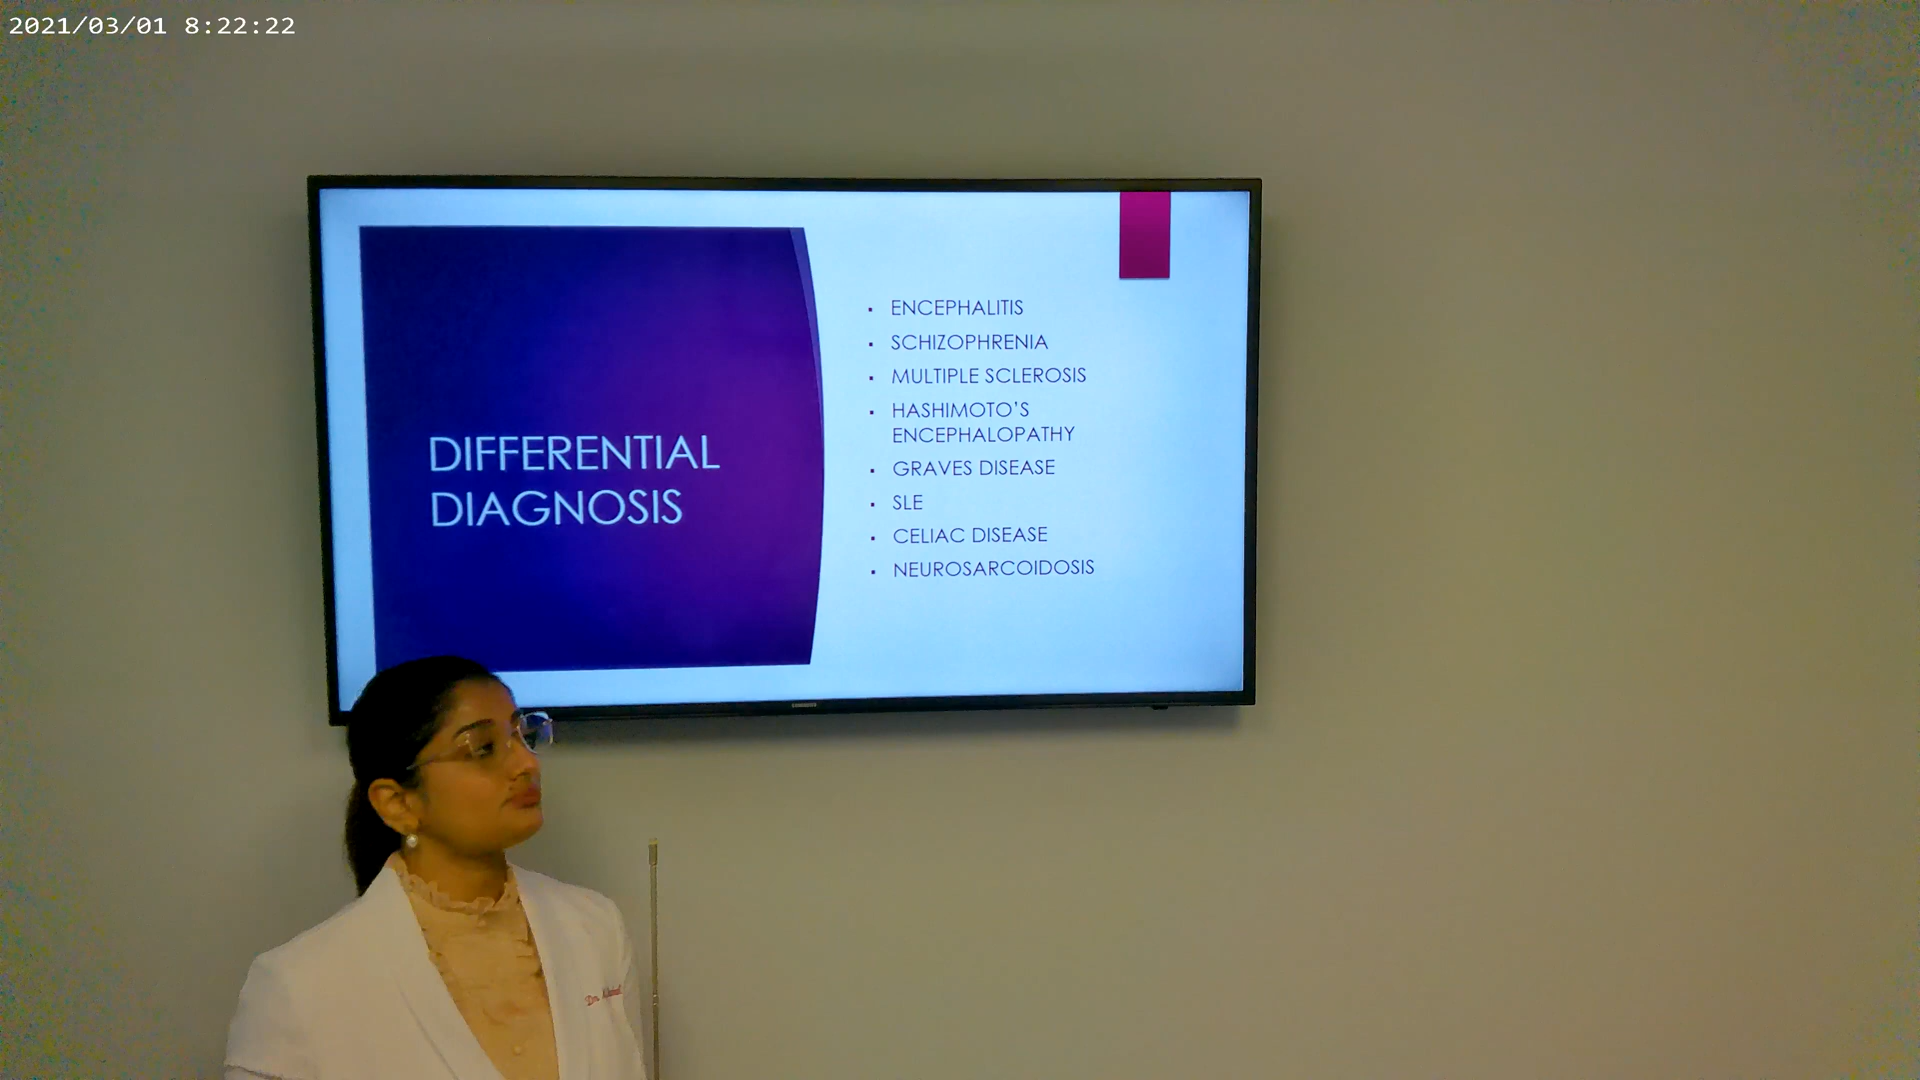 2021/03/01 8:22:22
DIFFERENTIAL
DIAGNOSIS
▪ ENCEPHALITIS
▪ SCHIZOPHRENIA
▪ MULTIPLE SCLEROSIS
▪ HASHIMOTO'S
ENCEPHALOPATHY
▪ GRAVES DISEASE
▪ SLE
▪ CELIAC DISEASE
▪ NEUROSARCOIDOSIS
Dr.